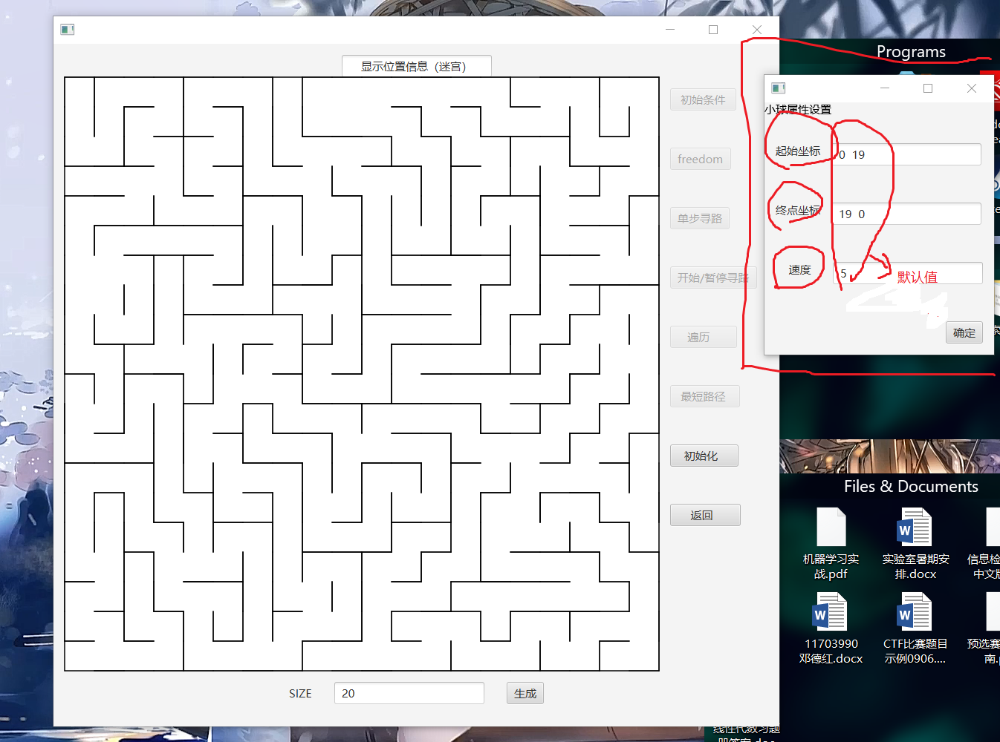 显示位置信息（迷宫）
初始条件
freedom
单步寻路
开始/暂停寻路
遍历
最短路径
初始化
返回
SIZE
20
生成
Programs
小球属性设置
起始坐标
0 19
终点坐标
19 0
速度
5
默认值
确定
Files & Documents
机器学习实
战.pdf
实验室暑期安
排.docx
信息检
中文版
11703990
邓德红.docx
CTF比赛题目
示例0906....
预选赛
南.p
线性代数习题